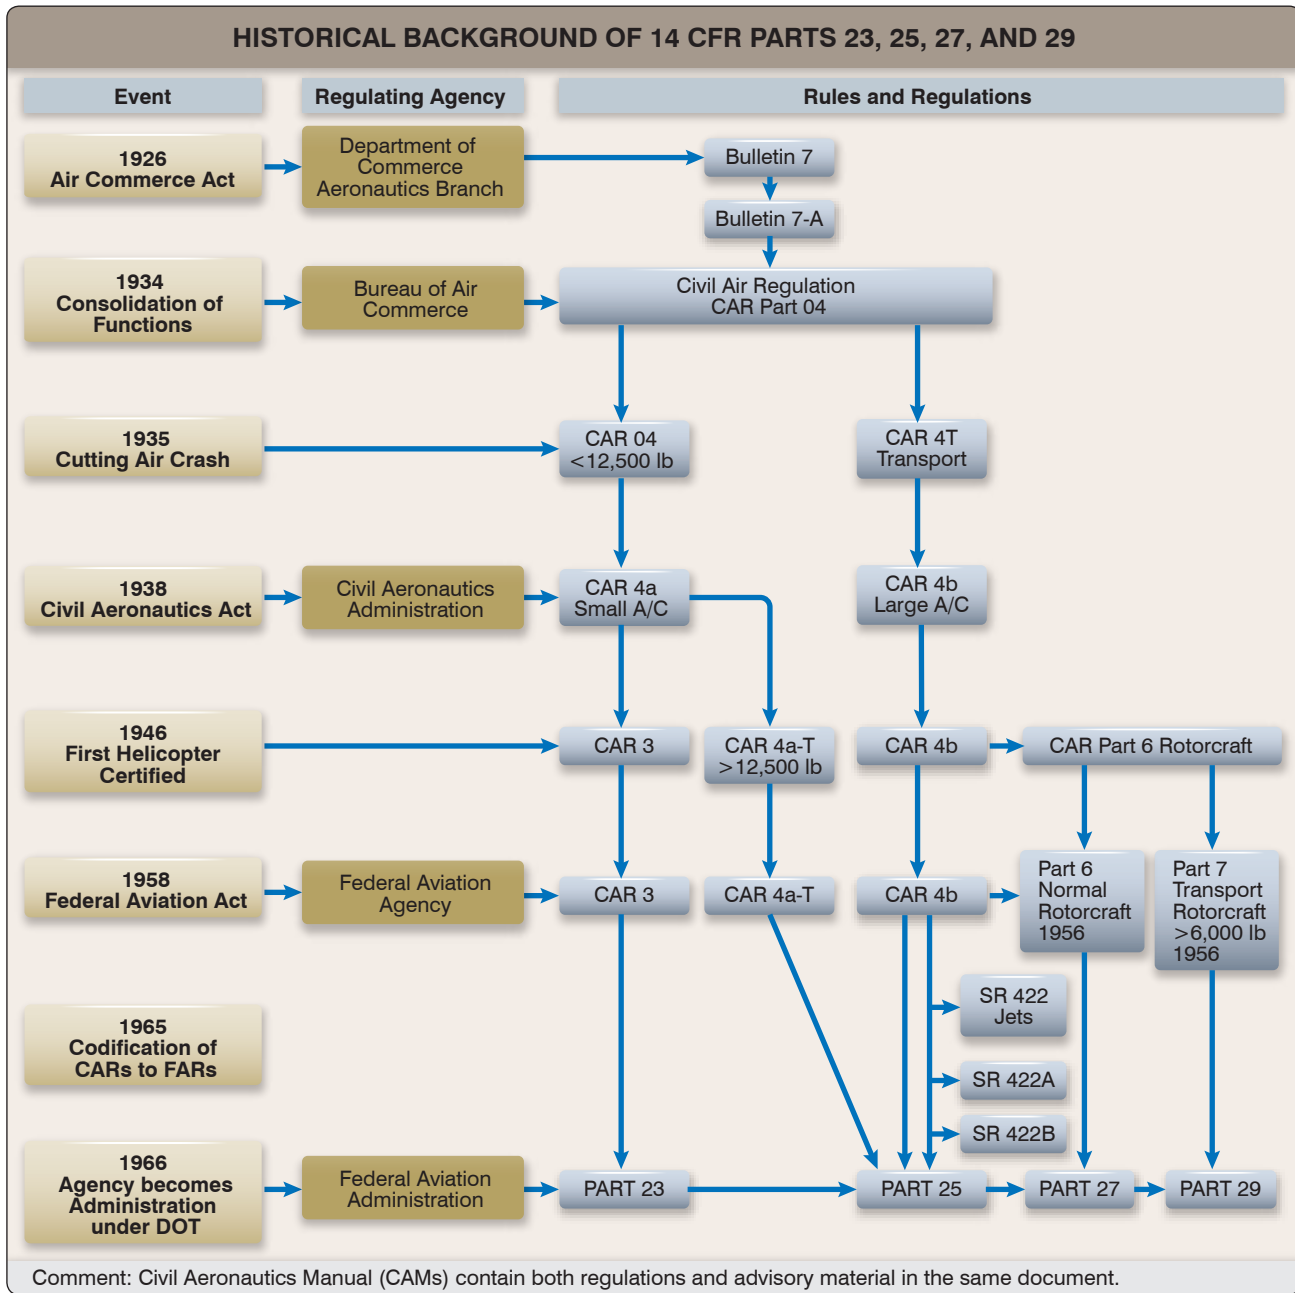 HISTORICAL BACKGROUND OF 14 CFR PARTS 23, 25, 27, AND 29
Event
Regulating Agency
Rules and Regulations
1926
Air Commerce Act
Department of
Commerce
Aeronautics Branch
Bulletin 7
Bulletin 7-A
1934
Consolidation of
Functions
Bureau of Air
Commerce
Civil Air Regulation
CAR Part 04
1935
Cutting Air Crash
CAR 04
<12,500 lb
CAR 4T
Transport
1938
Civil Aeronautics Act
Civil Aeronautics
Administration
CAR 4a
Small A/C
CAR 4b
Large A/C
1946
First Helicopter
Certified
CAR 3
CAR 4a-T
>12,500 lb
CAR 4b
CAR Part 6 Rotorcraft
1958
Federal Aviation Act
Federal Aviation
Agency
CAR 3
CAR 4a-T
CAR 4b
Part 6
Normal
Rotorcraft
1956
Part 7
Transport
Rotorcraft
>6,000 lb
1956
1965
Codification of
CARs to FARs
SR 422
Jets
SR 422A
SR 422B
1966
Agency becomes
Administration
under DOT
Federal Aviation
Administration
PART 23
PART 25
PART 27
PART 29
Comment: Civil Aeronautics Manual (CAMs) contain both regulations and advisory material in the same document.